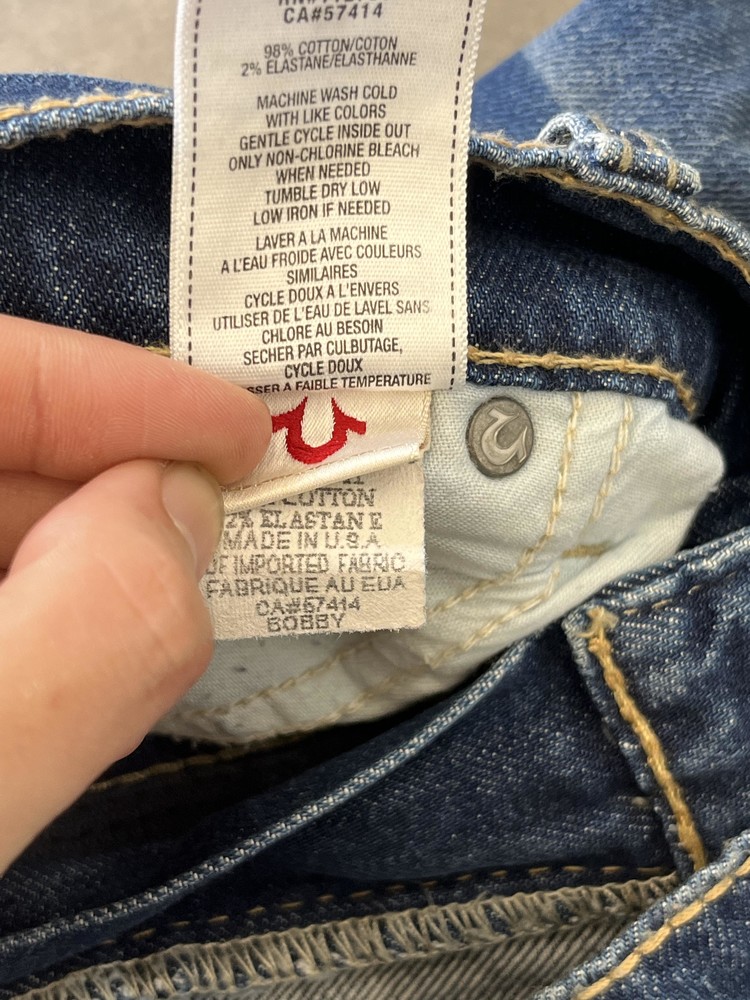 CA#57414
98% COTTON/COTON
2% ELASTANE/ELASTHANNE
MACHINE WASH COLD
WITH LIKE COLORS
GENTLE CYCLE INSIDE OUT
ONLY NON-CHLORINE BLEACH
WHEN NEEDED
TUMBLE DRY LOW
LOW IRON IF NEEDED
LAVER A LA MACHINE
A L'EAU FROIDE AVEC COULEURS
SIMILAIRES
CYCLE DOUX A L'ENVERS
UTILISER DE L'EAU DE LAVEL SANS
CHLORE AU BESOIN
SECHER PAR CULBUTAGE,
CYCLE DOUX
A FAIBLE TEMPERATURE
COTTON
2% ELASTANE
MADE IN U.S.A
OF IMPORTED FABRIC
FABRIQUE AU EUA
CA#57414
BOBBY